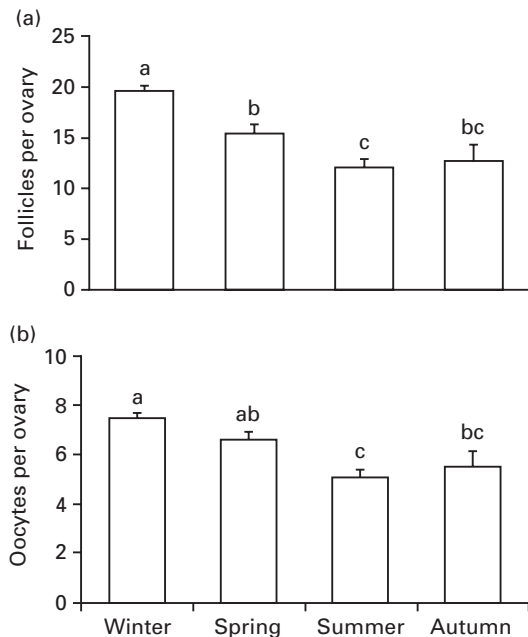 (a)
Follicles per ovary
25
20
15
10
5
0
a
b
c
bc
(b)
Oocytes per ovary
10
8
6
4
2
0
a
ab
c
bc
Winter Spring Summer Autumn